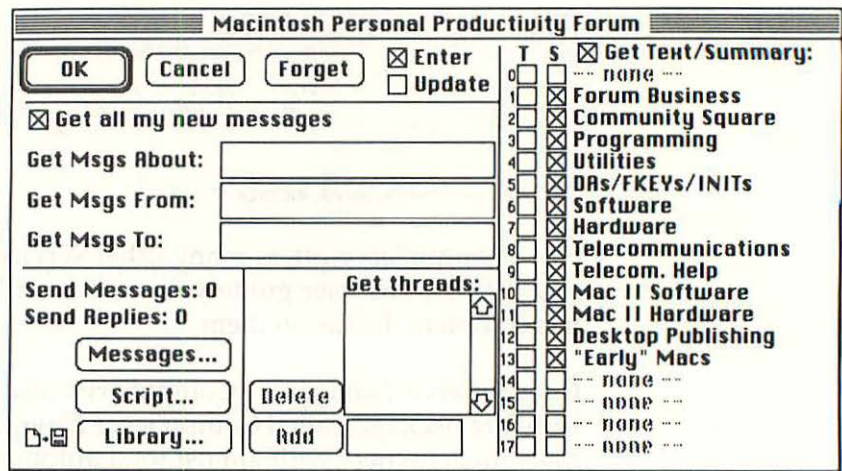 Macintosh Personal Productivity Forum
OK
Cancel
Forget
Enter
Update
Get all my new messages
Get Msgs About:
Get Msgs From:
Get Msgs To:
Send Messages: 0
Send Replies: 0
Messages...
Script...
Library...
Get threads:
Delete
Add
T S Get Text/Summary:
0 -- none --
1 Forum Business
2 Community Square
3 Programming
4 Utilities
5 DAs/FKEYs/INITs
6 Software
7 Hardware
8 Telecommunications
9 Telecom. Help
10 Mac II Software
11 Mac II Hardware
12 Desktop Publishing
13 "Early" Macs
14 -- none --
15 -- none --
16 -- none --
17 -- none --